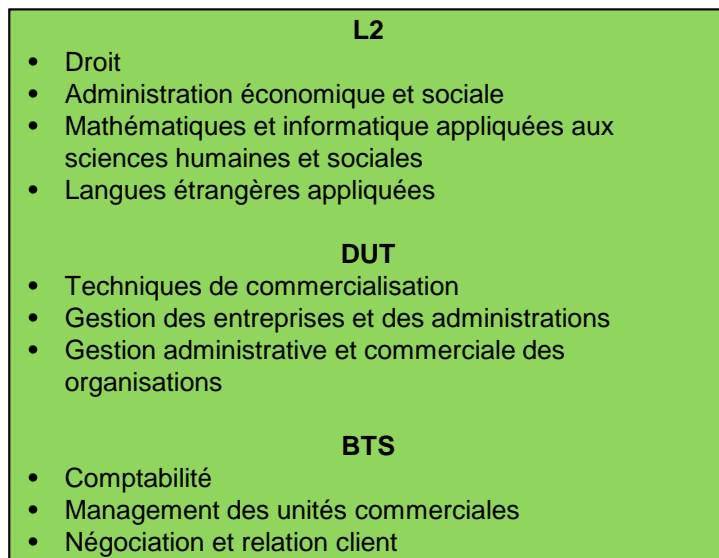 L2
• Droit
• Administration économique et sociale
• Mathématiques et informatique appliquées aux
sciences humaines et sociales
• Langues étrangères appliquées
DUT
• Techniques de commercialisation
• Gestion des entreprises et des administrations
• Gestion administrative et commerciale des
organisations
BTS
• Comptabilité
• Management des unités commerciales
• Négociation et relation client